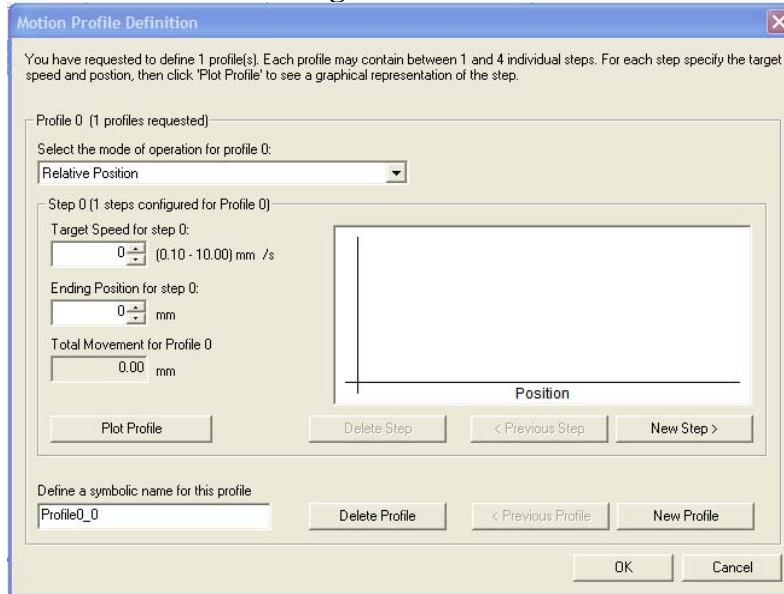 Motion Profile Definition
You have requested to define 1 profile(s). Each profile may contain between 1 and 4 individual steps. For each step specify the target
speed and postion, then click 'Plot Profile' to see a graphical representation of the step.
Profile 0 (1 profiles requested)
Select the mode of operation for profile 0:
Relative Position
Step 0 (1 steps configured for Profile 0)
Target Speed for step 0:
0 (0.10 - 10.00) mm /s
Ending Position for step 0:
0 mm
Total Movement for Profile 0
0.00 mm
Position
Plot Profile Delete Step < Previous Step New Step >
Define a symbolic name for this profile
Profile0_0 Delete Profile < Previous Profile New Profile
OK Cancel